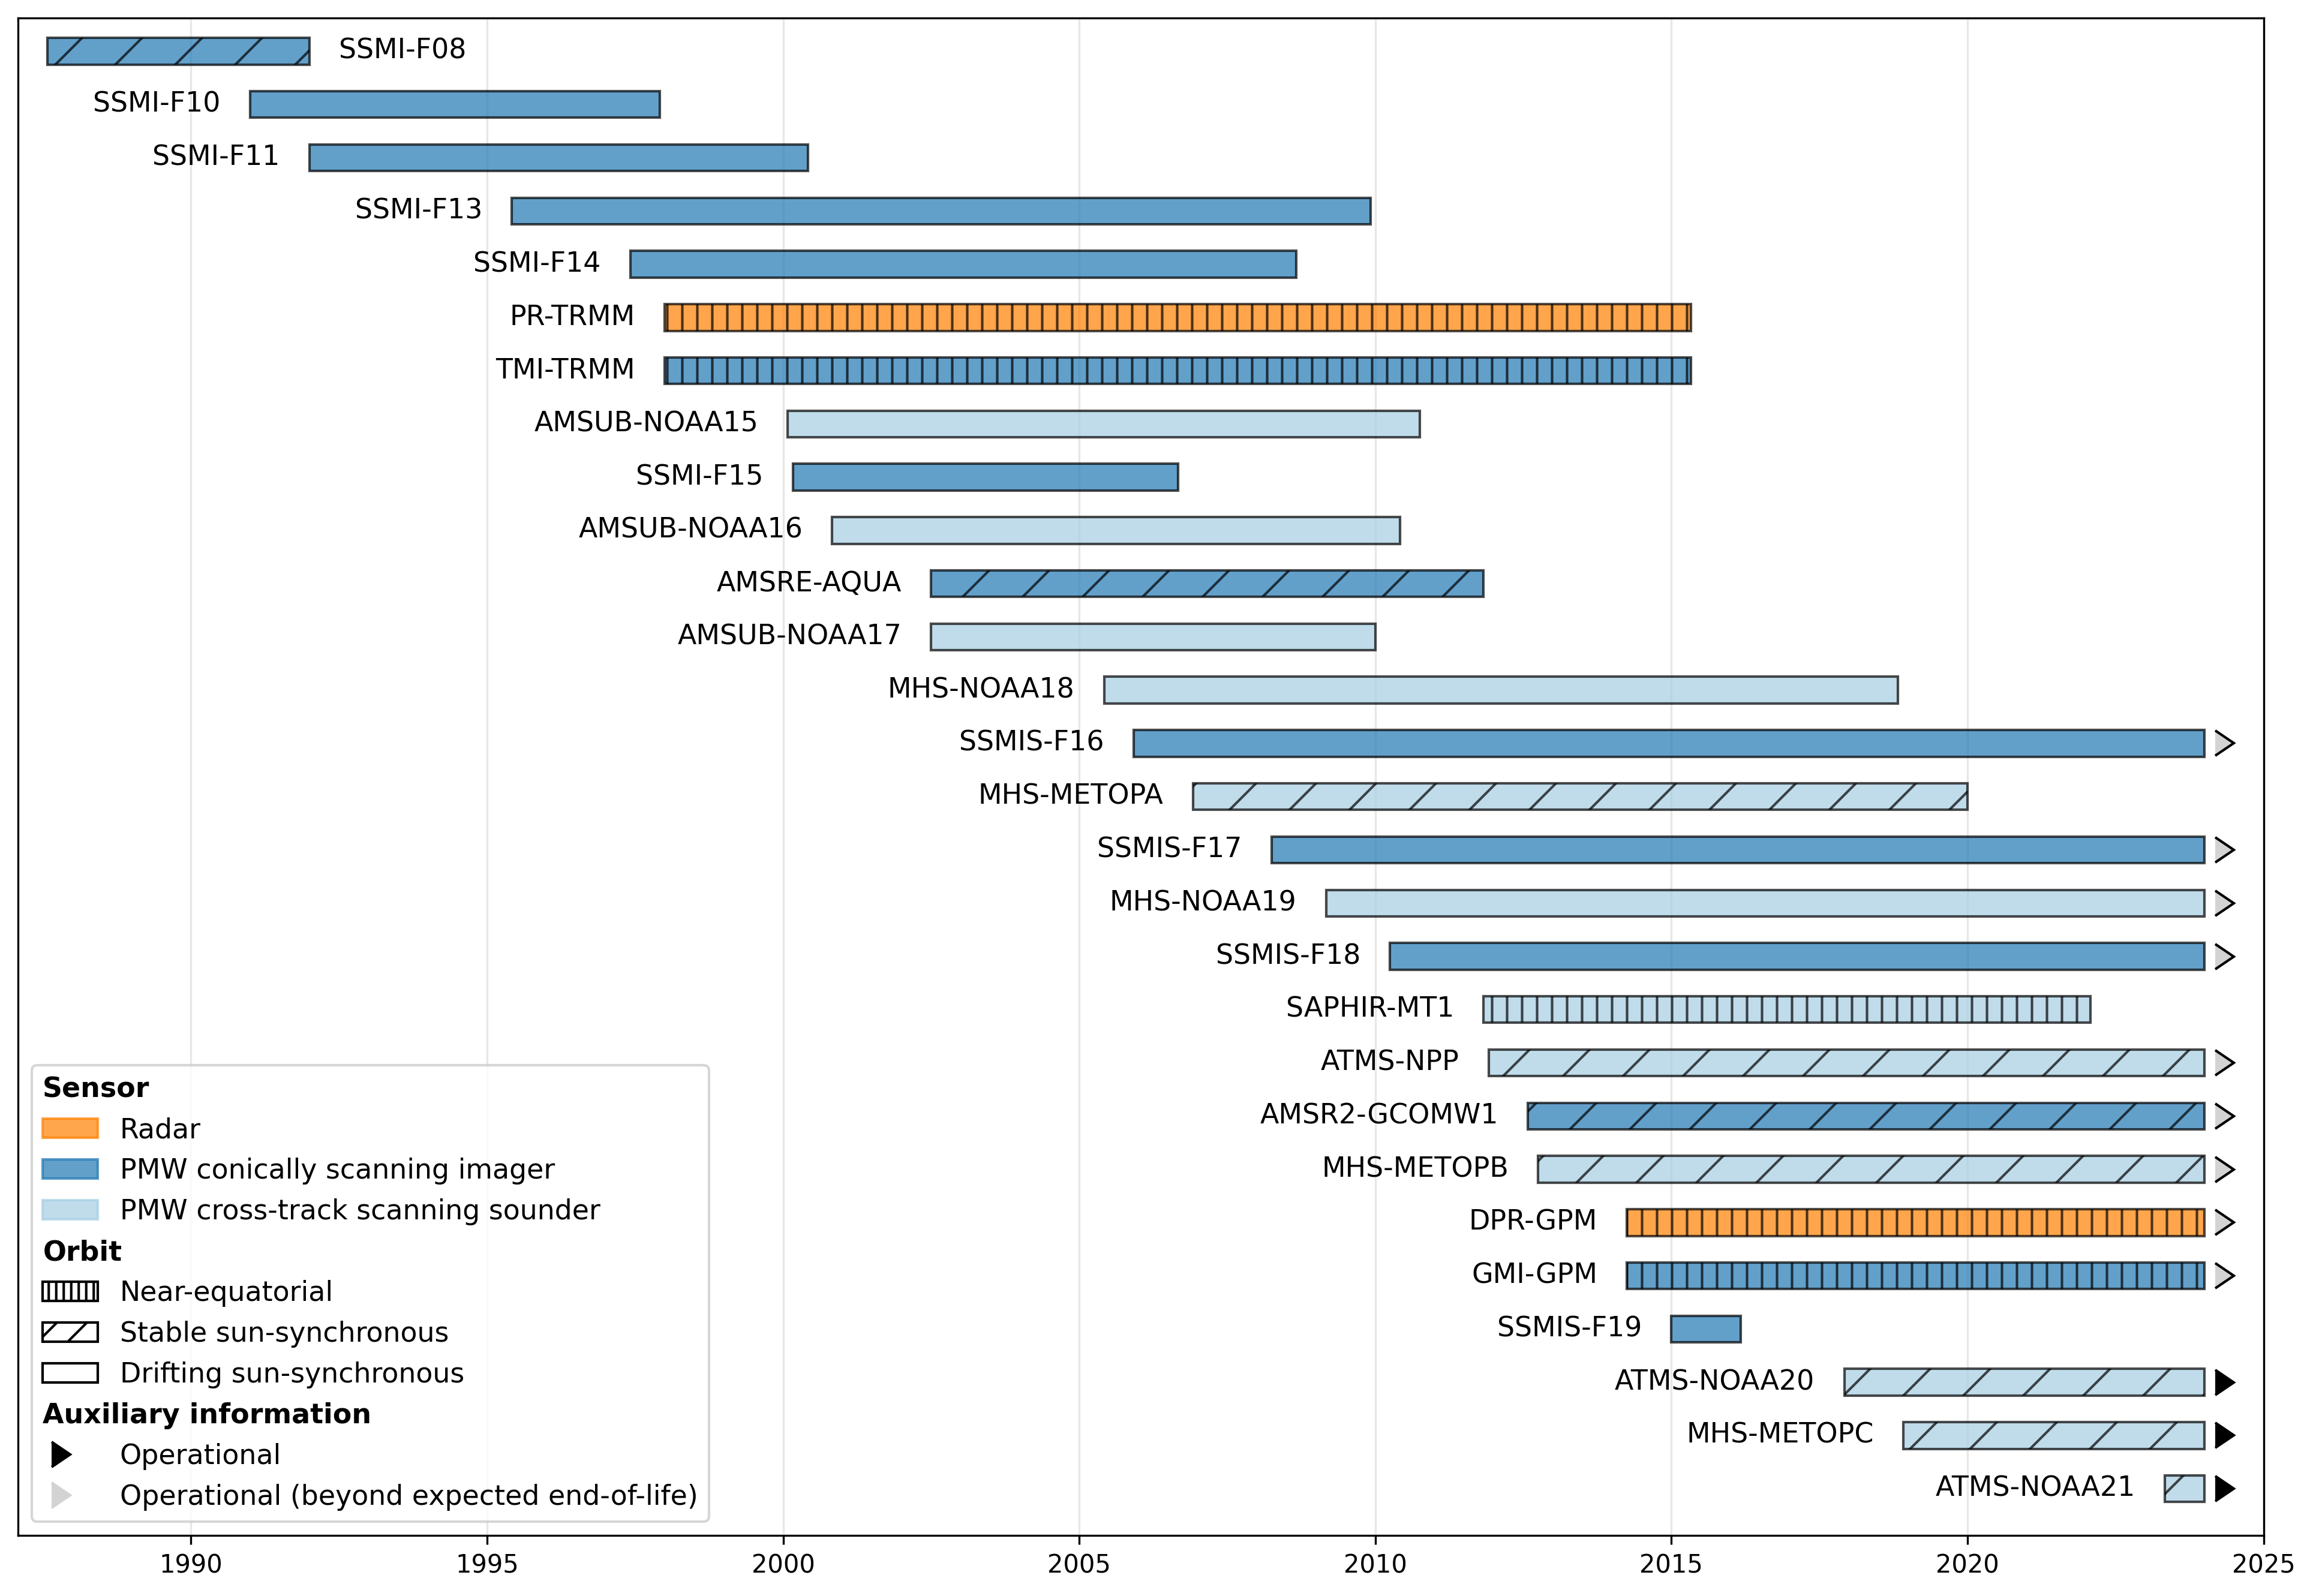 SSMI-F08
SSMI-F10
SSMI-F11
SSMI-F13
SSMI-F14
PR-TRMM
TMI-TRMM
AMSUB-NOAA15
SSMI-F15
AMSUB-NOAA16
AMSRE-AQUA
AMSUB-NOAA17
MHS-NOAA18
SSMIS-F16
MHS-METOPA
SSMIS-F17
MHS-NOAA19
SSMIS-F18
SAPHIR-MT1
ATMS-NPP
AMSR2-GCOMW1
MHS-METOPB
DPR-GPM
GMI-GPM
SSMIS-F19
ATMS-NOAA20
MHS-METOPC
ATMS-NOAA21
Sensor
Radar
PMW conically scanning imager
PMW cross-track scanning sounder
Orbit
Near-equatorial
Stable sun-synchronous
Drifting sun-synchronous
Auxiliary information
Operational
Operational (beyond expected end-of-life)
1990 1995 2000 2005 2010 2015 2020 2025